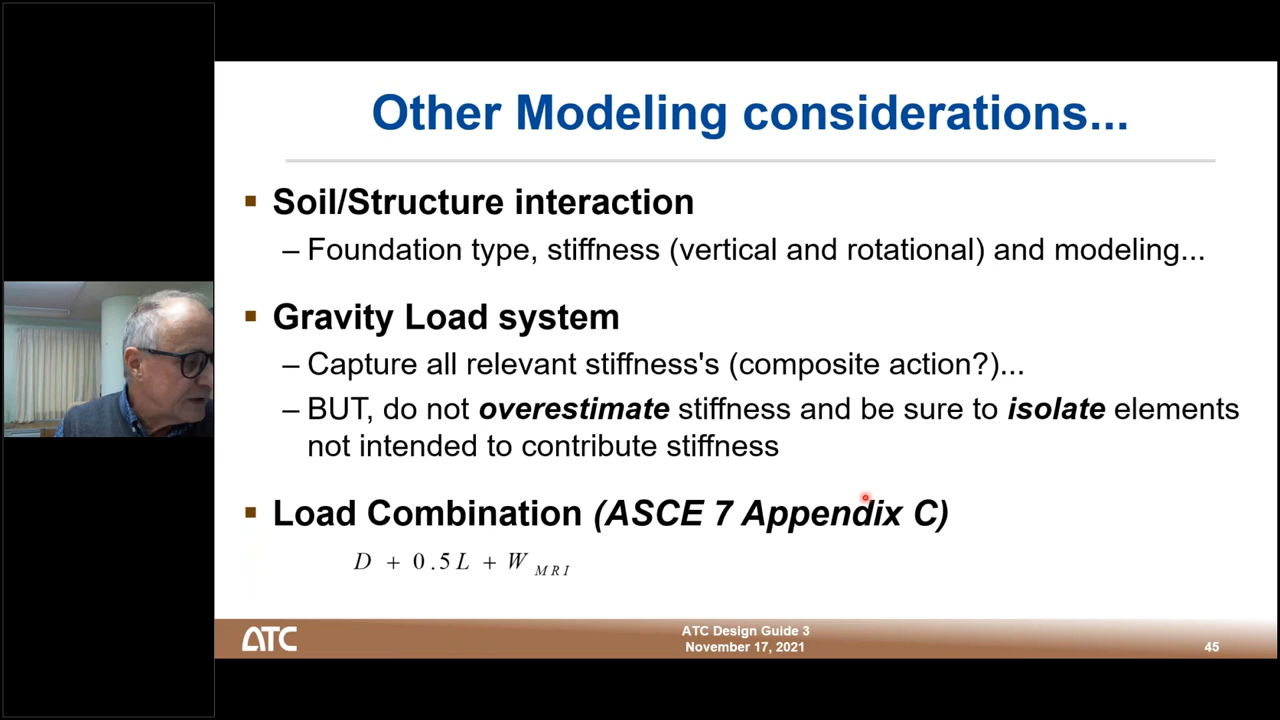 Other Modeling considerations...
▪ Soil/Structure interaction
– Foundation type, stiffness (vertical and rotational) and modeling...
▪ Gravity Load system
– Capture all relevant stiffness's (composite action?)...
– BUT, do not overestimate stiffness and be sure to isolate elements
not intended to contribute stiffness
▪ Load Combination (ASCE 7 Appendix C)
D + 0.5L + W MRI
ATC
ATC Design Guide 3
November 17, 2021
45